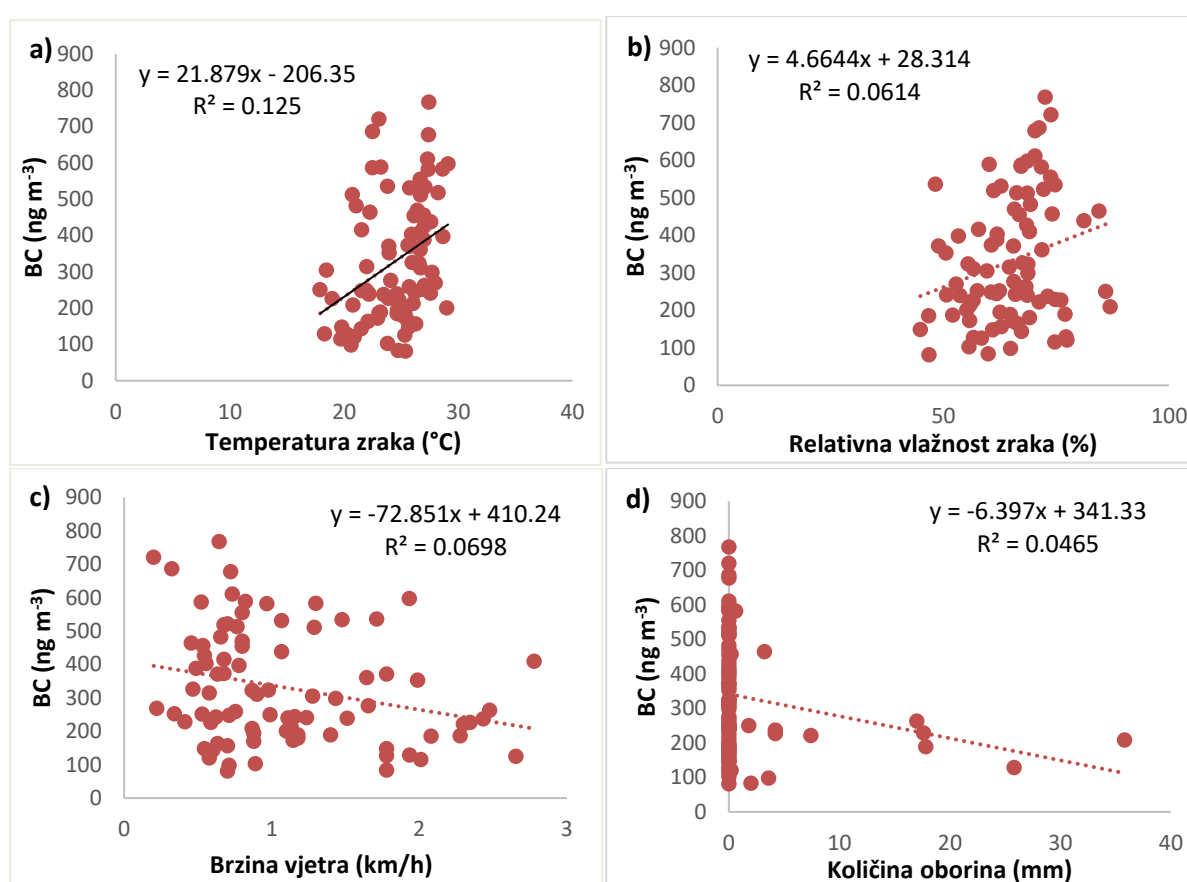 a)
y = 21.879x - 206.35
R² = 0.125
BC (ng m⁻³)
900
800
700
600
500
400
300
200
100
0
0 10 20 30 40
Temperatura zraka (°C)
b)
y = 4.6644x + 28.314
R² = 0.0614
BC (ng m⁻³)
900
800
700
600
500
400
300
200
100
0
0 50 100
Relativna vlažnost zraka (%)
c)
y = -72.851x + 410.24
R² = 0.0698
BC (ng m⁻³)
900
800
700
600
500
400
300
200
100
0
0 1 2 3
Brzina vjetra (km/h)
d)
y = -6.397x + 341.33
R² = 0.0465
BC (ng m⁻³)
900
800
700
600
500
400
300
200
100
0
0 10 20 30 40
Količina oborina (mm)